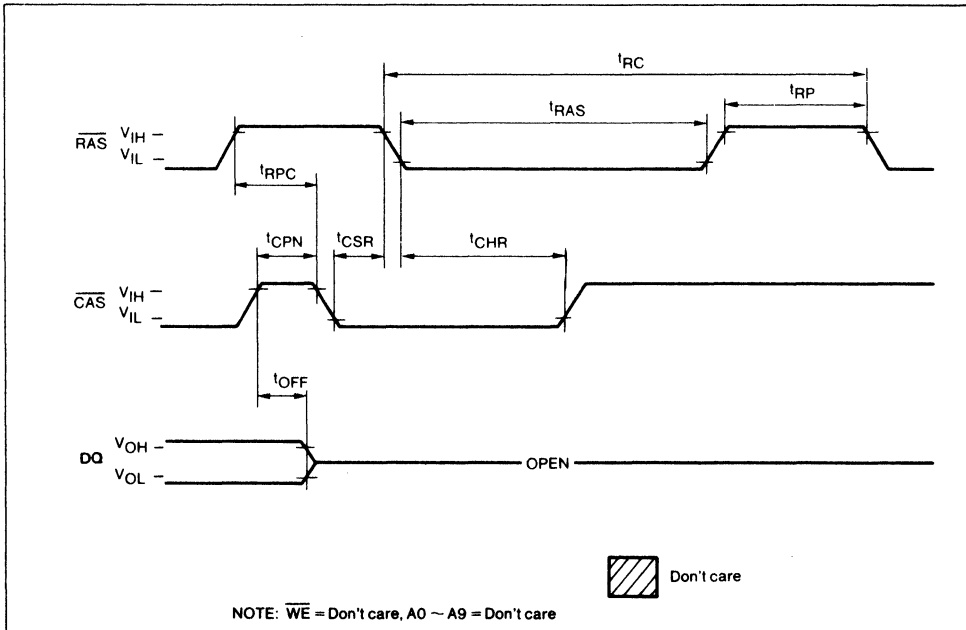 tRC
tRP
tRAS
RAS VIH
VIL
tRPC
tCPN tCSR tCHR
CAS VIH
VIL
tOFF
DQ VOH
VOL
OPEN
Don't care
NOTE: WE = Don't care, A0 ~ A9 = Don't care